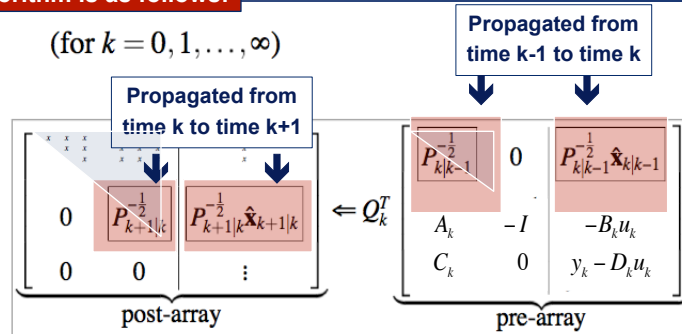 orithm is as follows:
(for k = 0, 1, …, ∞)
Propagated from
time k-1 to time k
Propagated from
time k to time k+1
x x x x
x x x
x x
0 P_{k+1|k}^{-1/2} P_{k+1|k}^{-1/2} x̂_{k+1|k}
0 0 ⋮
⇐ Q_k^T
P_{k|k-1}^{-1/2} 0 P_{k|k-1}^{-1/2} x̂_{k|k-1}
A_k -I -B_k u_k
C_k 0 y_k - D_k u_k
post-array
pre-array